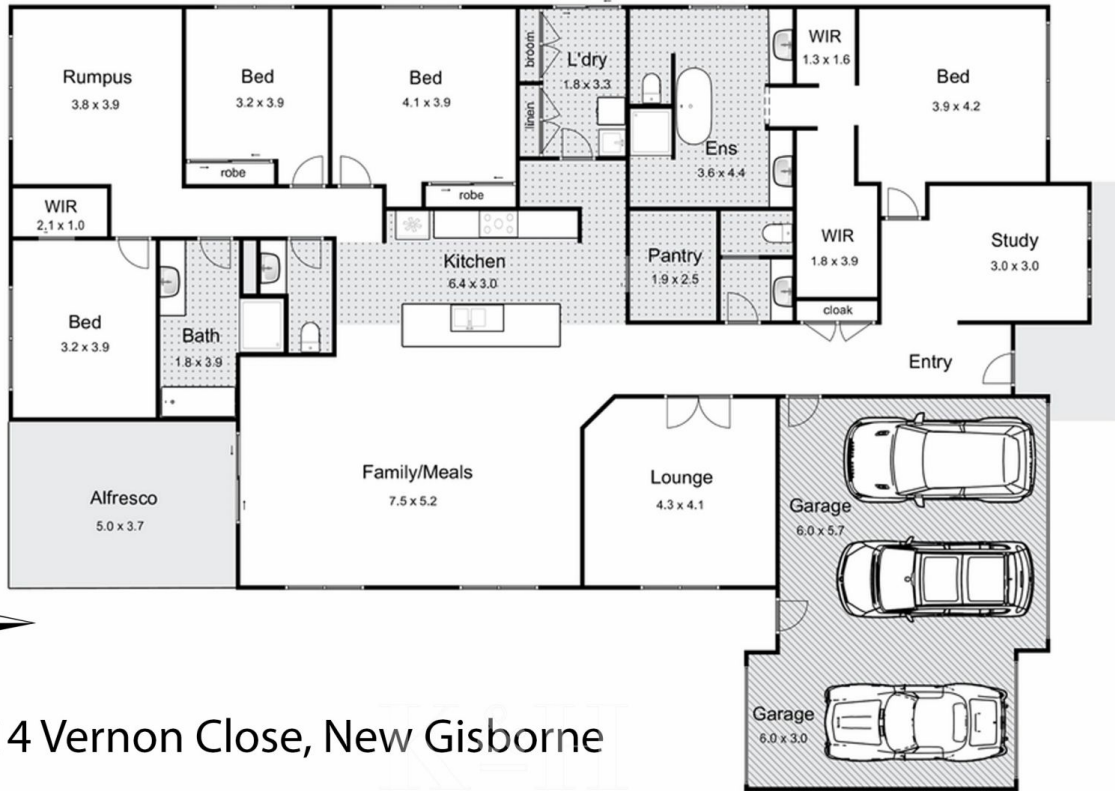 Rumpus
3.8 x 3.9
Bed
3.2 x 3.9
robe
Bed
4.1 x 3.9
robe
broom
linen
L'dry
1.8 x 3.3
Ens
3.6 x 4.4
WIR
1.3 x 1.6
Bed
3.9 x 4.2
WIR
2.1 x 1.0
Kitchen
6.4 x 3.0
Pantry
1.9 x 2.5
WIR
1.8 x 3.9
Study
3.0 x 3.0
cloak
Bed
3.2 x 3.9
Bath
1.8 x 3.9
Entry
Alfresco
5.0 x 3.7
Family/Meals
7.5 x 5.2
Lounge
4.3 x 4.1
Garage
6.0 x 5.7
Garage
6.0 x 3.0
4 Vernon Close, New Gisborne
K&H